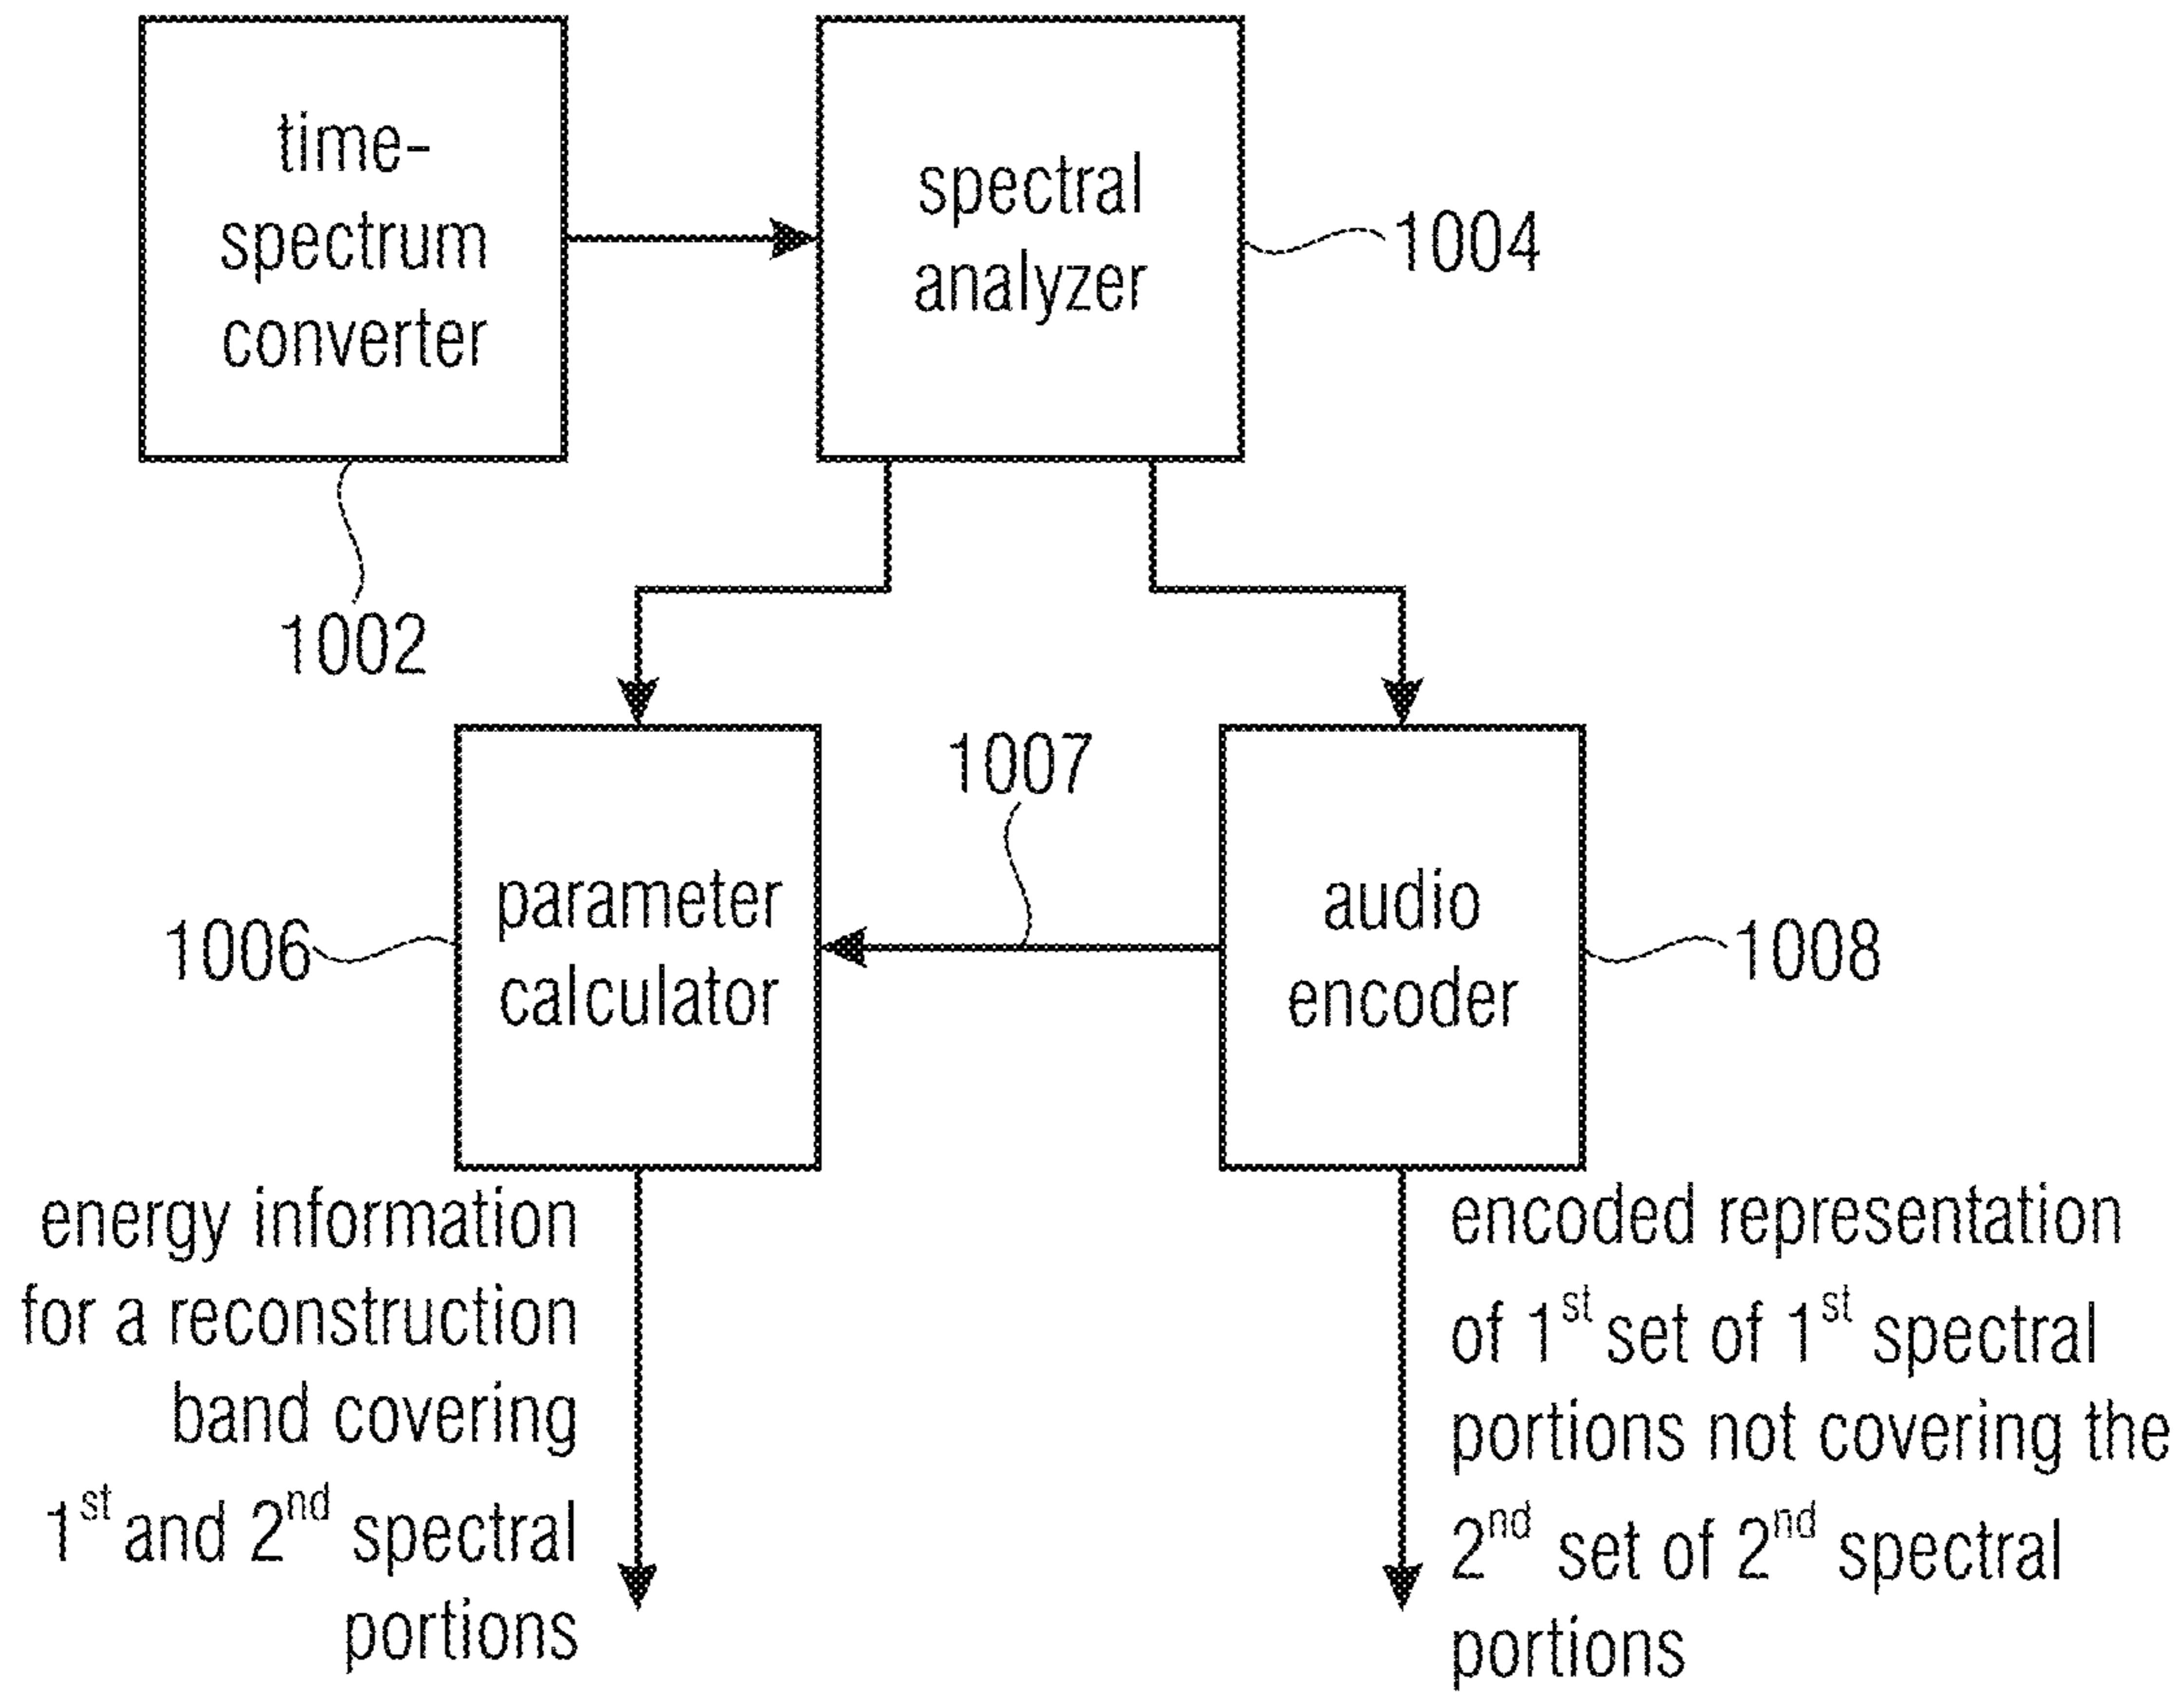 time-
spectrum
converter
spectral
analyzer
1004
1002
1007
parameter
calculator
1006
audio
encoder
1008
energy information
for a reconstruction
band covering
1st and 2nd spectral
portions
encoded representation
of 1st set of 1st spectral
portions not covering the
2nd set of 2nd spectral
portions